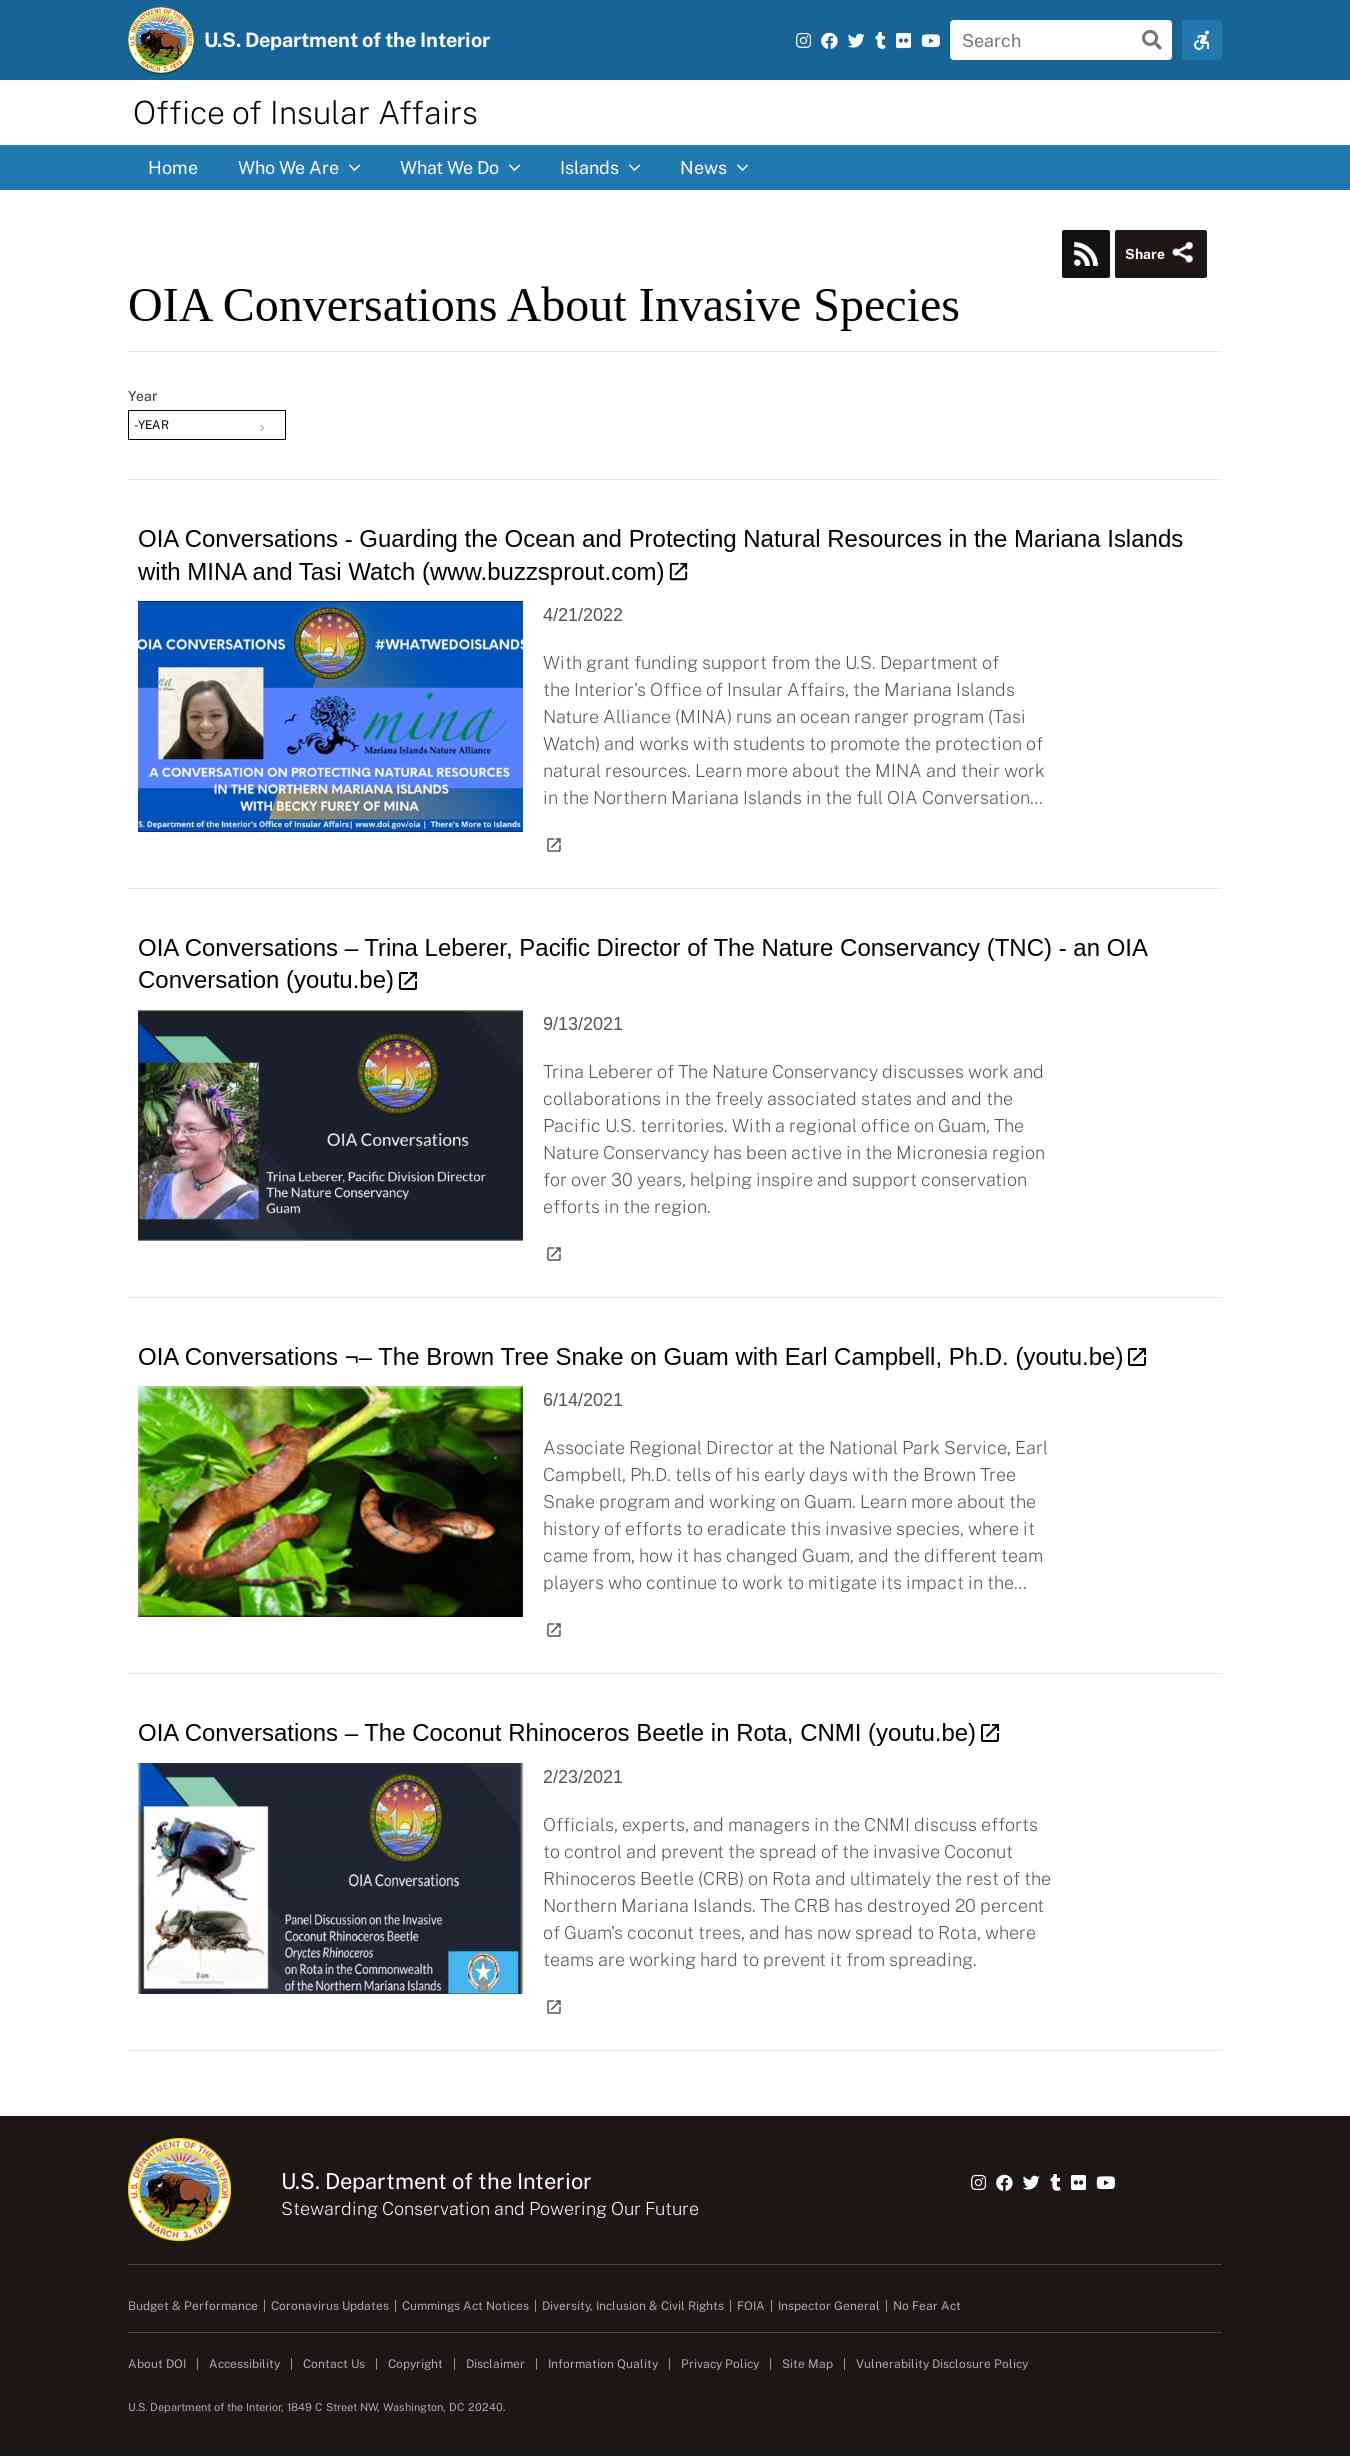 U.S. Department of the Interior
Search
Office of Insular Affairs
Home Who We Are What We Do Islands News
Share
OIA Conversations About Invasive Species
Year
-YEAR
OIA Conversations - Guarding the Ocean and Protecting Natural Resources in the Mariana Islands
with MINA and Tasi Watch (www.buzzsprout.com)
OIA CONVERSATIONS #WHATWEDOISLANDS
mina
Mariana Islands Nature Alliance
A CONVERSATION ON PROTECTING NATURAL RESOURCES
IN THE NORTHERN MARIANA ISLANDS
WITH BECKY FUREY OF MINA
S. Department of the Interior's Office of Insular Affairs| www.doi.gov/oia | There's More to Islands
4/21/2022
With grant funding support from the U.S. Department of
the Interior's Office of Insular Affairs, the Mariana Islands
Nature Alliance (MINA) runs an ocean ranger program (Tasi
Watch) and works with students to promote the protection of
natural resources. Learn more about the MINA and their work
in the Northern Mariana Islands in the full OIA Conversation...
OIA Conversations – Trina Leberer, Pacific Director of The Nature Conservancy (TNC) - an OIA
Conversation (youtu.be)
OIA Conversations
Trina Leberer, Pacific Division Director
The Nature Conservancy
Guam
9/13/2021
Trina Leberer of The Nature Conservancy discusses work and
collaborations in the freely associated states and and the
Pacific U.S. territories. With a regional office on Guam, The
Nature Conservancy has been active in the Micronesia region
for over 30 years, helping inspire and support conservation
efforts in the region.
OIA Conversations ¬– The Brown Tree Snake on Guam with Earl Campbell, Ph.D. (youtu.be)
6/14/2021
Associate Regional Director at the National Park Service, Earl
Campbell, Ph.D. tells of his early days with the Brown Tree
Snake program and working on Guam. Learn more about the
history of efforts to eradicate this invasive species, where it
came from, how it has changed Guam, and the different team
players who continue to work to mitigate its impact in the...
OIA Conversations – The Coconut Rhinoceros Beetle in Rota, CNMI (youtu.be)
OIA Conversations
Panel Discussion on the Invasive
Coconut Rhinoceros Beetle
Oryctes Rhinoceros
on Rota in the Commonwealth
of the Northern Mariana Islands
2 cm
2/23/2021
Officials, experts, and managers in the CNMI discuss efforts
to control and prevent the spread of the invasive Coconut
Rhinoceros Beetle (CRB) on Rota and ultimately the rest of the
Northern Mariana Islands. The CRB has destroyed 20 percent
of Guam's coconut trees, and has now spread to Rota, where
teams are working hard to prevent it from spreading.
U.S. DEPARTMENT OF THE INTERIOR
MARCH 3, 1849
U.S. Department of the Interior
Stewarding Conservation and Powering Our Future
Budget & Performance | Coronavirus Updates | Cummings Act Notices | Diversity, Inclusion & Civil Rights | FOIA | Inspector General | No Fear Act
About DOI | Accessibility | Contact Us | Copyright | Disclaimer | Information Quality | Privacy Policy | Site Map | Vulnerability Disclosure Policy
U.S. Department of the Interior, 1849 C Street NW, Washington, DC 20240.